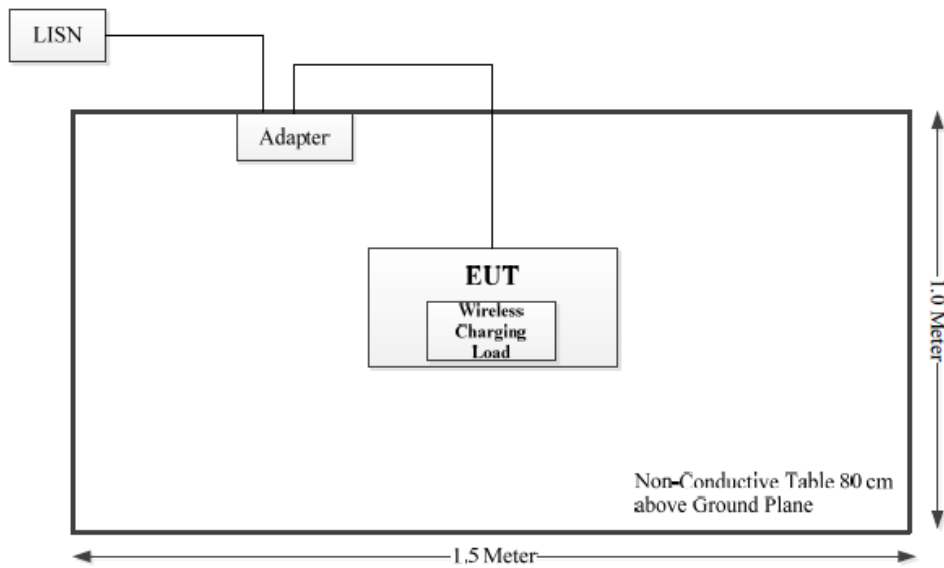 LISN
Adapter
EUT
Wireless
Charging
Load
1.0 Meter
Non-Conductive Table 80 cm
above Ground Plane
1.5 Meter